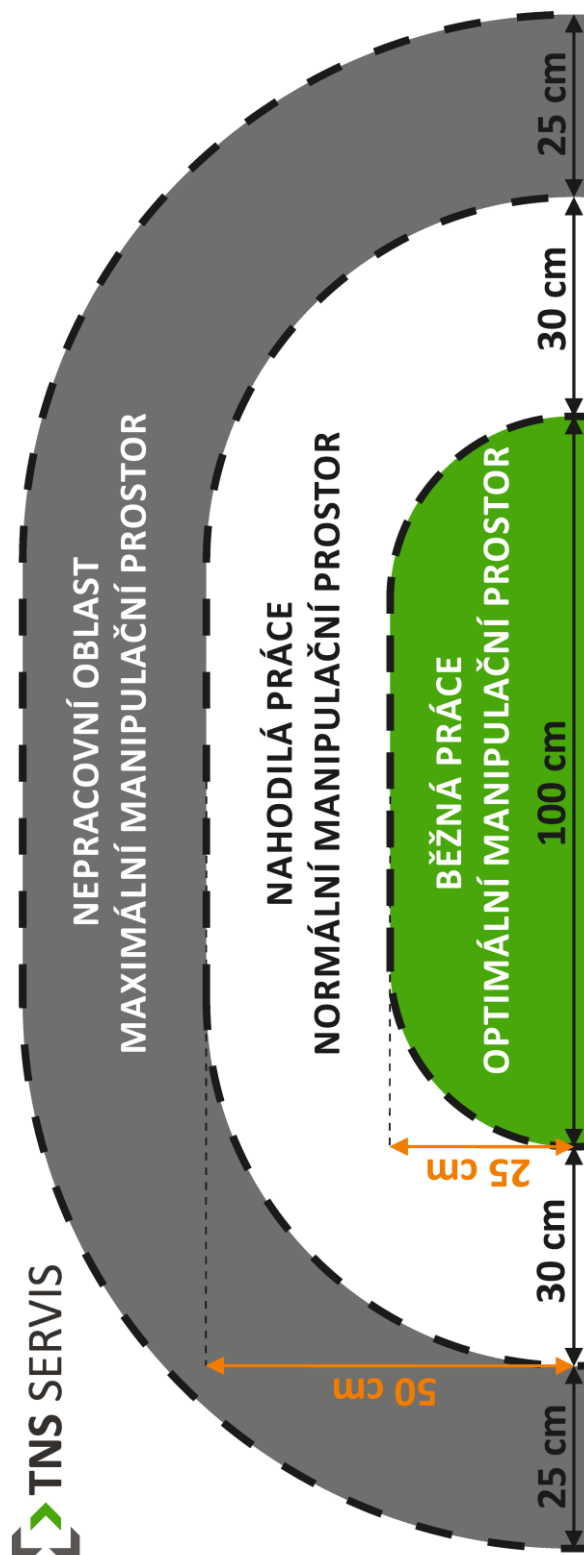 TNS SERVIS
NEPRACOVNÍ OBLAST
MAXIMÁLNÍ MANIPULAČNÍ PROSTOR
NAHODILÁ PRÁCE
NORMÁLNÍ MANIPULAČNÍ PROSTOR
BĚŽNÁ PRÁCE
OPTIMÁLNÍ MANIPULAČNÍ PROSTOR
50 cm
25 cm
25 cm
30 cm
100 cm
30 cm
25 cm